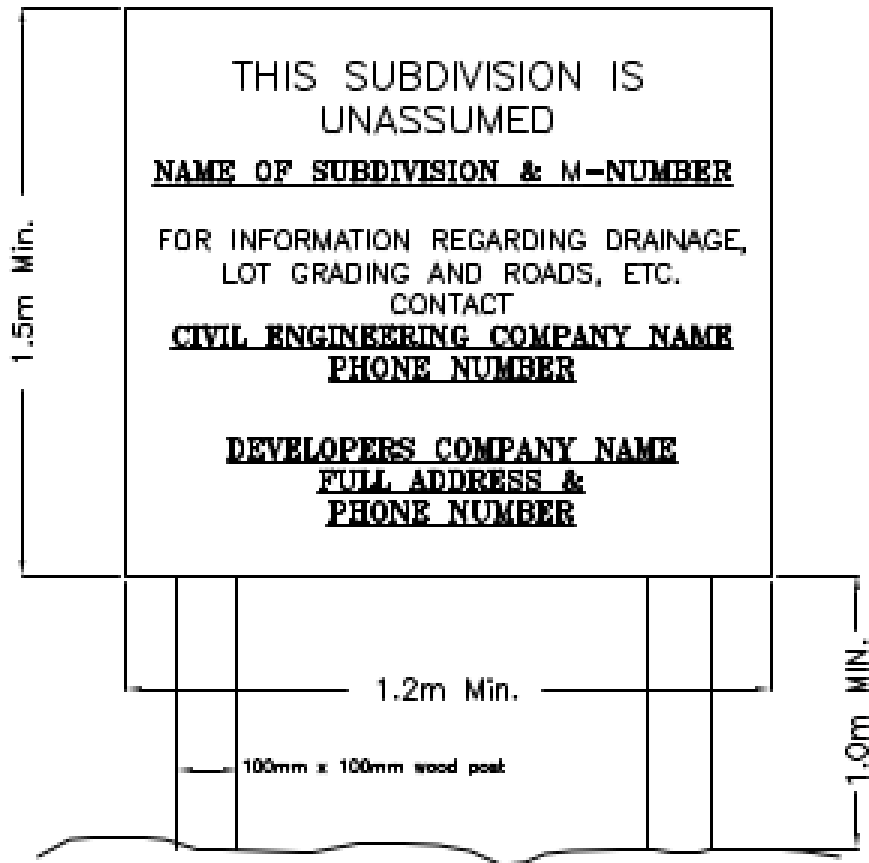 THIS SUBDIVISION IS
UNASSUMED
NAME OF SUBDIVISION & M-NUMBER
FOR INFORMATION REGARDING DRAINAGE,
LOT GRADING AND ROADS, ETC.
CONTACT
CIVIL ENGINEERING COMPANY NAME
PHONE NUMBER
DEVELOPERS COMPANY NAME
FULL ADDRESS &
PHONE NUMBER
1.5m Min.
1.2m Min.
1.0m MIN.
100mm x 100mm wood post